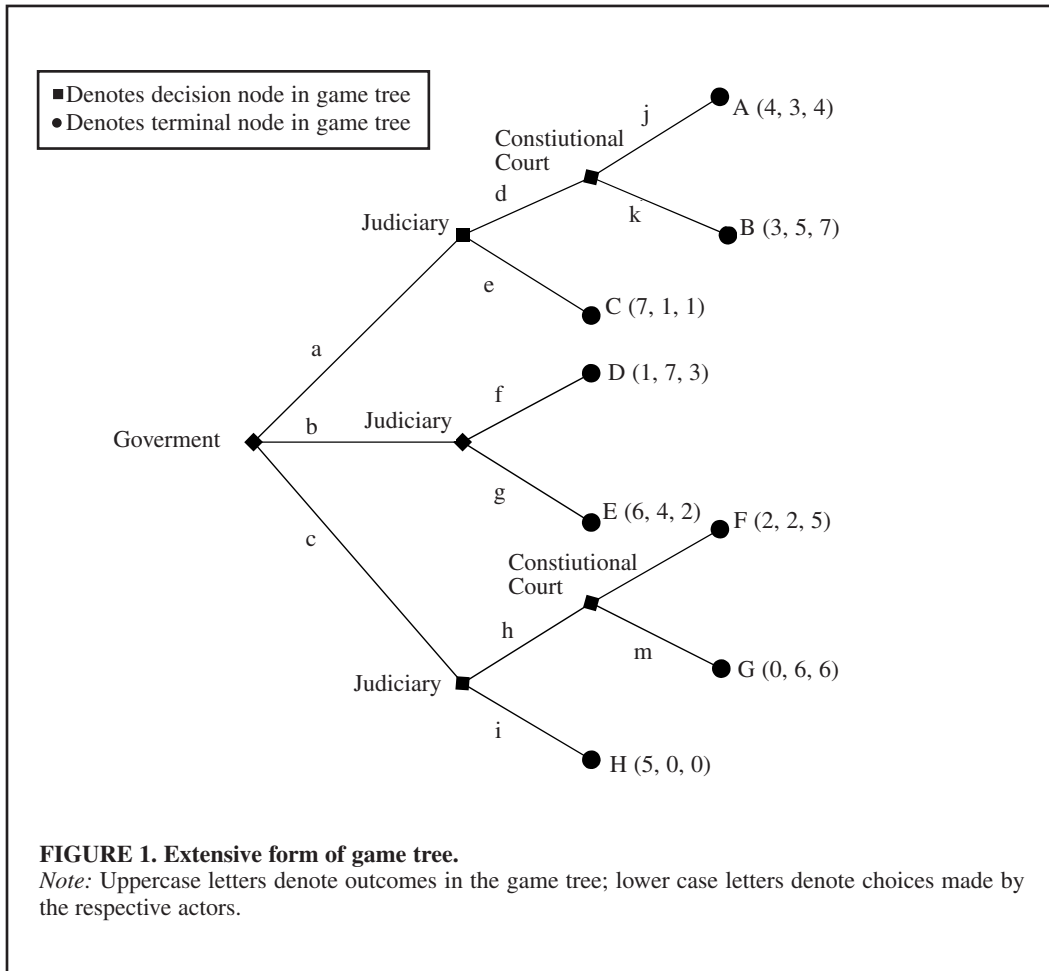 ■Denotes decision node in game tree
●Denotes terminal node in game tree
j
A (4, 3, 4)
Constiutional
Court
d
k
Judiciary
B (3, 5, 7)
e
C (7, 1, 1)
a
D (1, 7, 3)
f
Goverment
b
Judiciary
g
E (6, 4, 2)
F (2, 2, 5)
c
Constiutional
Court
h
m
G (0, 6, 6)
Judiciary
i
H (5, 0, 0)
FIGURE 1. Extensive form of game tree.
Note: Uppercase letters denote outcomes in the game tree; lower case letters denote choices made by
the respective actors.